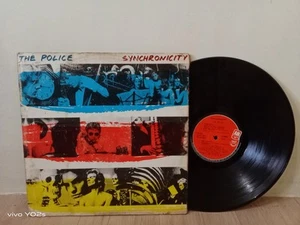 THE POLICE
SYNCHRONICITY
vivo Y02s